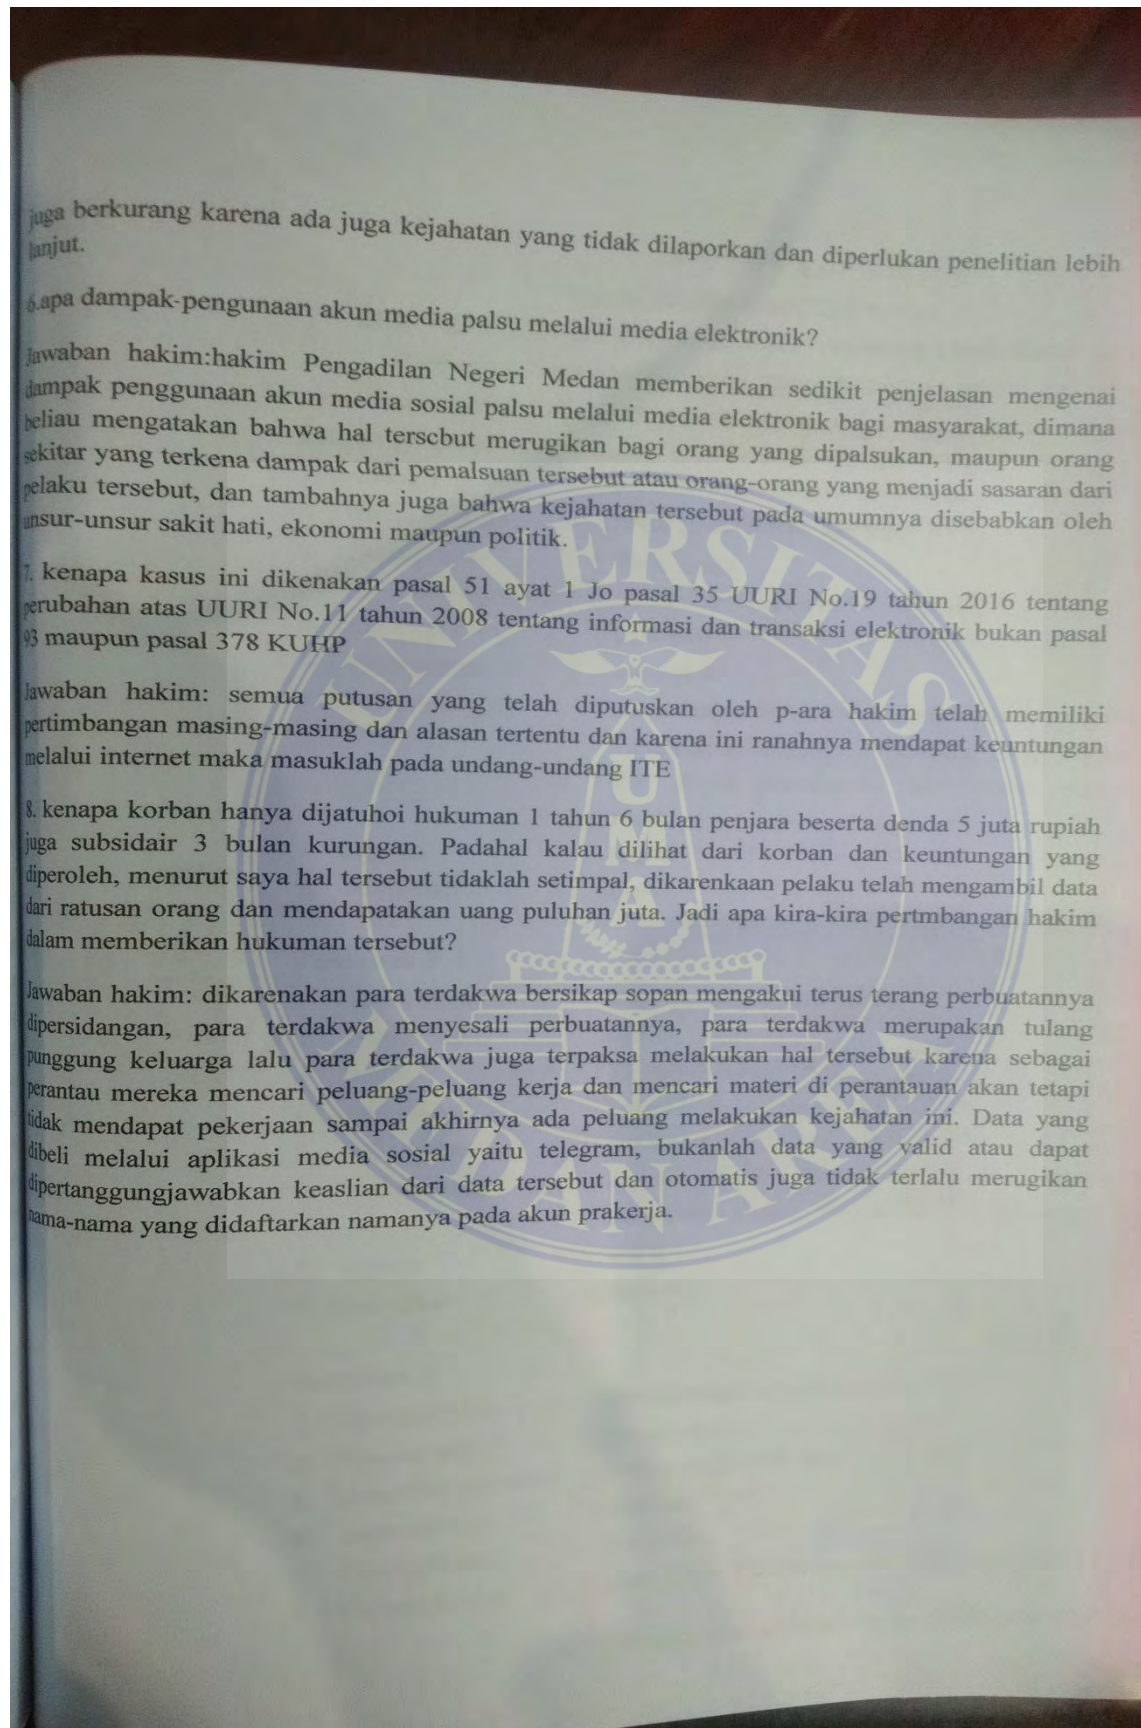 juga berkurang karena ada juga kejahatan yang tidak dilaporkan dan diperlukan penelitian lebih
lanjut.
6.apa dampak-pengunaan akun media palsu melalui media elektronik?
Jawaban hakim:hakim Pengadilan Negeri Medan memberikan sedikit penjelasan mengenai
dampak penggunaan akun media sosial palsu melalui media elektronik bagi masyarakat, dimana
beliau mengatakan bahwa hal tersebut merugikan bagi orang yang dipalsukan, maupun orang
sekitar yang terkena dampak dari pemalsuan tersebut atau orang-orang yang menjadi sasaran dari
pelaku tersebut, dan tambahnya juga bahwa kejahatan tersebut pada umumnya disebabkan oleh
unsur-unsur sakit hati, ekonomi maupun politik.
7. kenapa kasus ini dikenakan pasal 51 ayat 1 Jo pasal 35 UURI No.19 tahun 2016 tentang
perubahan atas UURI No.11 tahun 2008 tentang informasi dan transaksi elektronik bukan pasal
93 maupun pasal 378 KUHP
Jawaban hakim: semua putusan yang telah diputuskan oleh p-ara hakim telah memiliki
pertimbangan masing-masing dan alasan tertentu dan karena ini ranahnya mendapat keuntungan
melalui internet maka masuklah pada undang-undang ITE
8. kenapa korban hanya dijatuhoi hukuman 1 tahun 6 bulan penjara beserta denda 5 juta rupiah
juga subsidair 3 bulan kurungan. Padahal kalau dilihat dari korban dan keuntungan yang
diperoleh, menurut saya hal tersebut tidaklah setimpal, dikarenkaan pelaku telah mengambil data
dari ratusan orang dan mendapatakan uang puluhan juta. Jadi apa kira-kira pertmbangan hakim
dalam memberikan hukuman tersebut?
Jawaban hakim: dikarenakan para terdakwa bersikap sopan mengakui terus terang perbuatannya
dipersidangan, para terdakwa menyesali perbuatannya, para terdakwa merupakan tulang
punggung keluarga lalu para terdakwa juga terpaksa melakukan hal tersebut karena sebagai
perantau mereka mencari peluang-peluang kerja dan mencari materi di perantauan akan tetapi
tidak mendapat pekerjaan sampai akhirnya ada peluang melakukan kejahatan ini. Data yang
dibeli melalui aplikasi media sosial yaitu telegram, bukanlah data yang valid atau dapat
dipertanggungjawabkan keaslian dari data tersebut dan otomatis juga tidak terlalu merugikan
nama-nama yang didaftarkan namanya pada akun prakerja.
UNIVERSITAS
UMA
MEDAN AREA